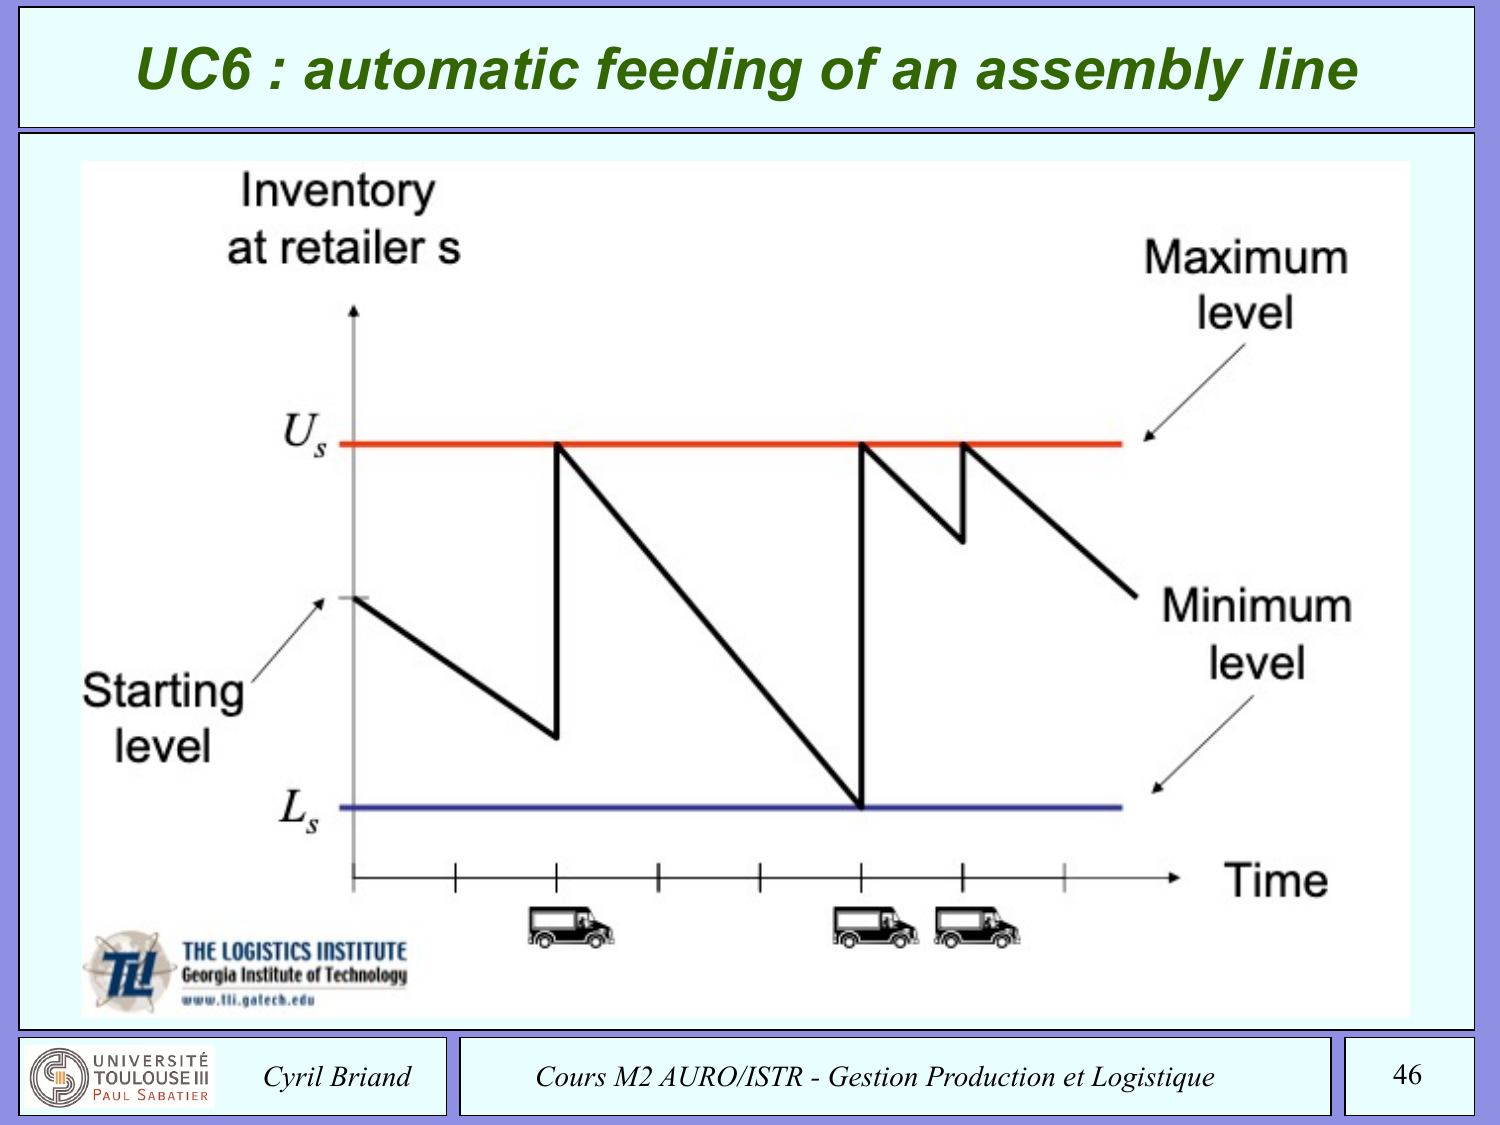 UC6 : automatic feeding of an assembly line
Inventory
at retailer s
Maximum
level
U_s
Starting
level
Minimum
level
L_s
Time
TLI
THE LOGISTICS INSTITUTE
Georgia Institute of Technology
www.tli.gatech.edu
UNIVERSITÉ
TOULOUSE III
PAUL SABATIER
Cyril Briand
Cours M2 AURO/ISTR - Gestion Production et Logistique
46